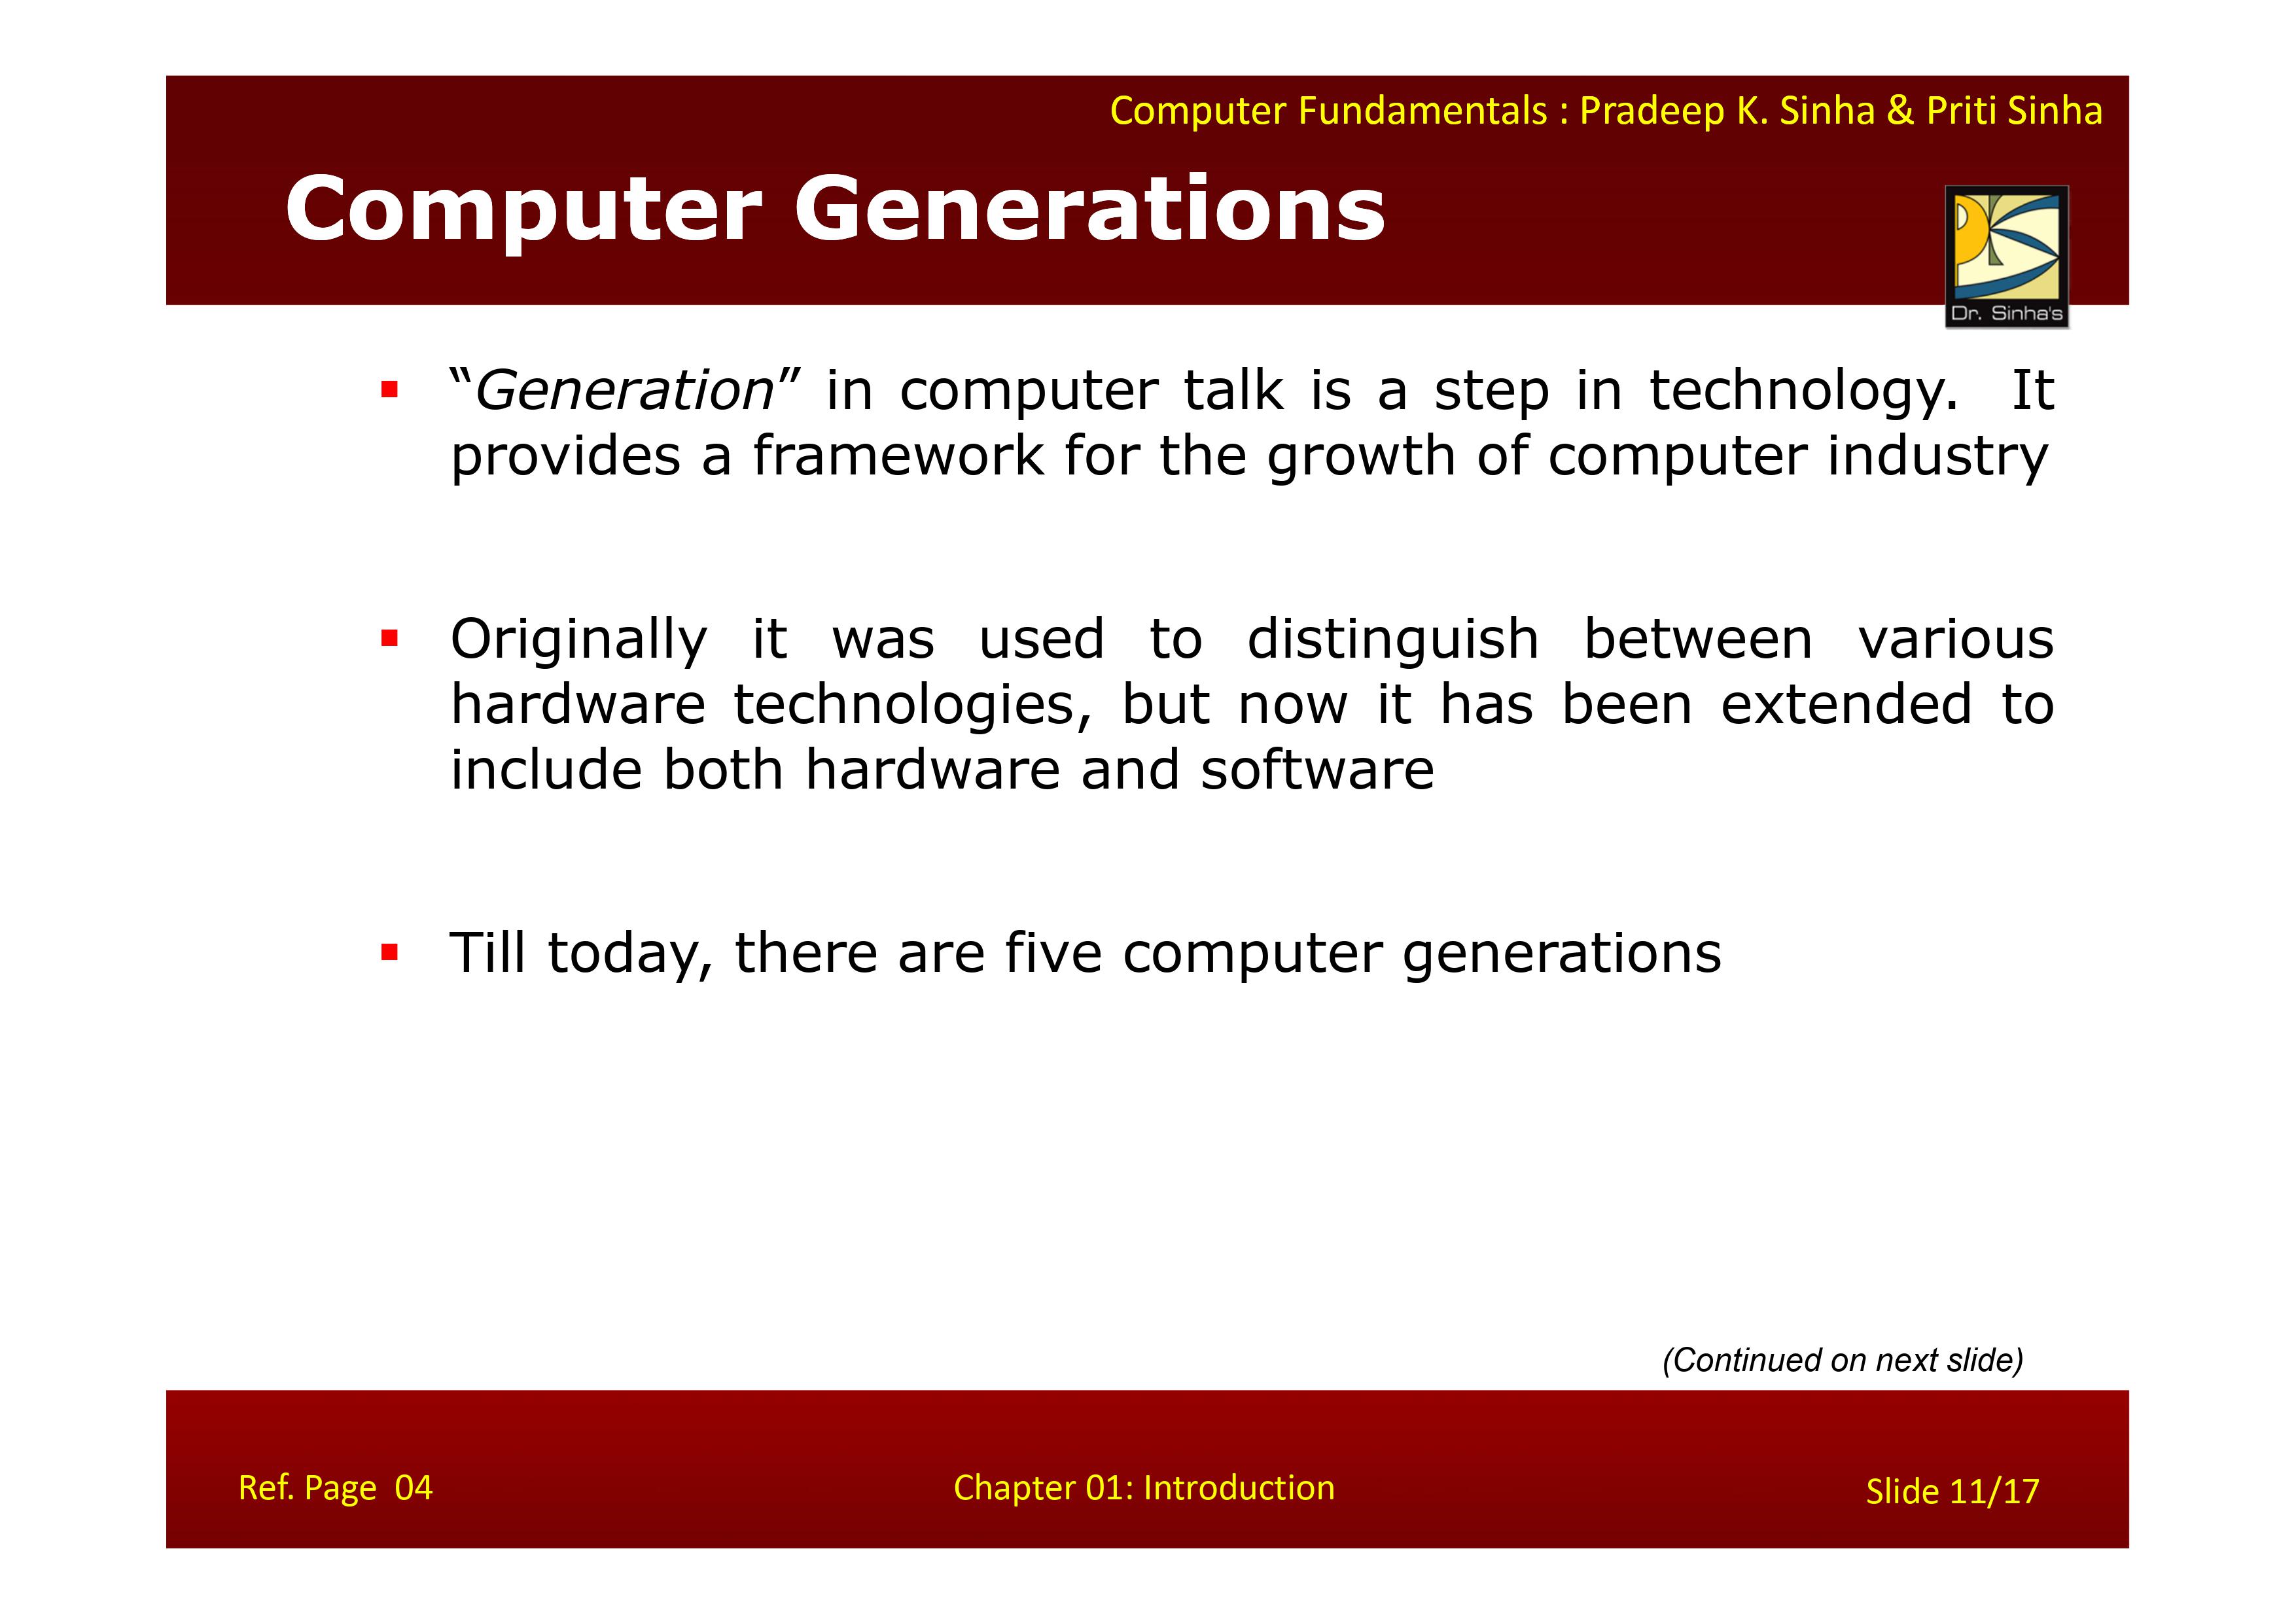 Computer Fundamentals : Pradeep K. Sinha & Priti Sinha
Computer Generations
Dr. Sinha's
▪ “Generation” in computer talk is a step in technology. It
provides a framework for the growth of computer industry
▪ Originally it was used to distinguish between various
hardware technologies, but now it has been extended to
include both hardware and software
▪ Till today, there are five computer generations
(Continued on next slide)
Ref. Page 04
Chapter 01: Introduction
Slide 11/17